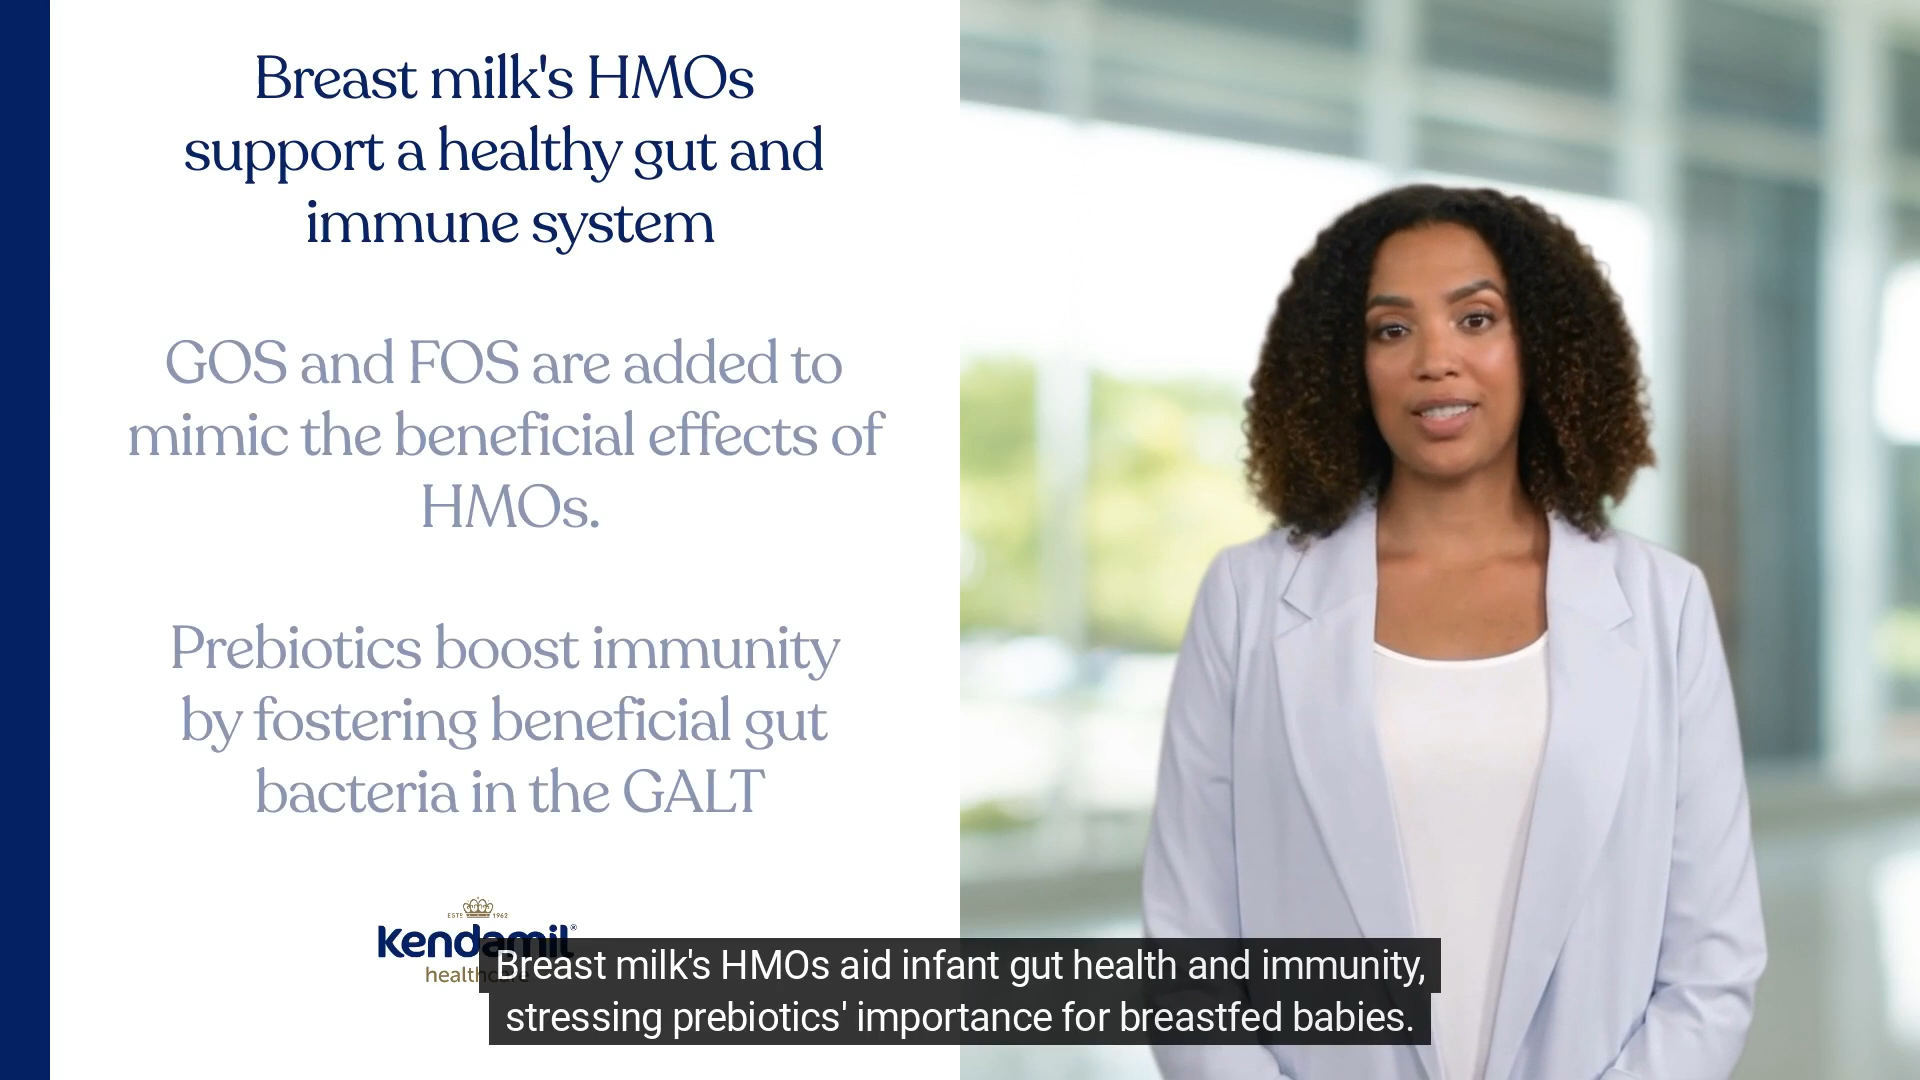 Breast milk's HMOs
support a healthy gut and
immune system
GOS and FOS are added to
mimic the beneficial effects of
HMOs.
Prebiotics boost immunity
by fostering beneficial gut
bacteria in the GALT
ESTD 1962
Kendamil®
healthcare
Breast milk's HMOs aid infant gut health and immunity,
stressing prebiotics' importance for breastfed babies.